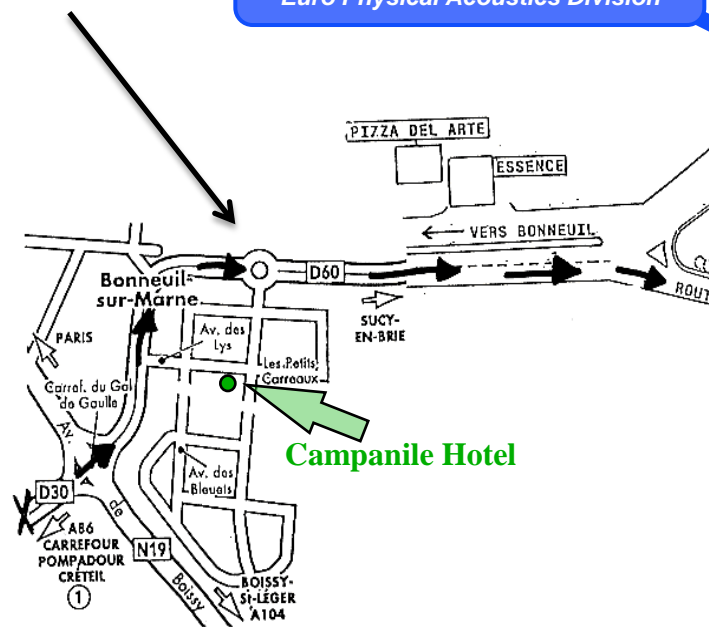 Euro Physical Acoustics Division
PIZZA DEL ARTE
ESSENCE
VERS BONNEUIL
D60
ROUT
Bonneuil
-sur-Marne
SUCY-
EN-BRIE
PARIS
Av. des
Lys
Les Petits
Carreaux
Carref. du Gal
de Gaulle
Av.
Campanile Hotel
Av. des
Bleuets
D30
de
A86
CARREFOUR
POMPADOUR
CRÉTEIL
1
N19
Boissy
BOISSY-
St-LÉGER
A104